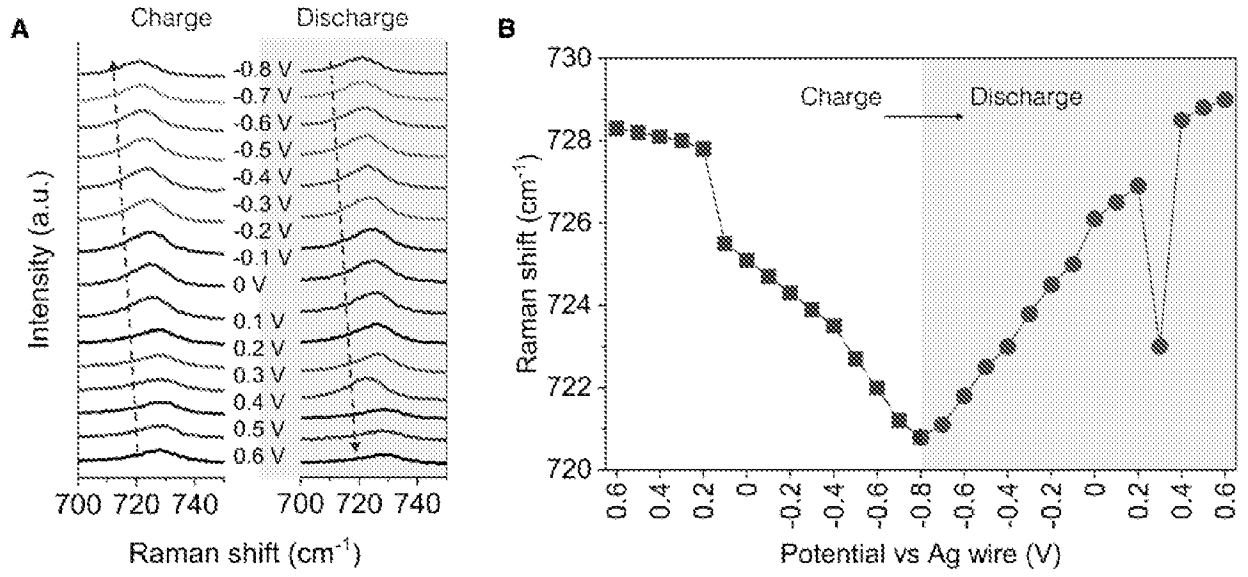 A
Charge
Discharge
-0.8 V
-0.7 V
-0.6 V
-0.5 V
-0.4 V
-0.3 V
-0.2 V
-0.1 V
0 V
0.1 V
0.2 V
0.3 V
0.4 V
0.5 V
0.6 V
Intensity (a.u.)
700 720 740
700 720 740
Raman shift (cm-1)
B
730
728
726
724
722
720
Raman shift (cm-1)
Charge
Discharge
0.6
0.4
0.2
0
-0.2
-0.4
-0.6
-0.8
-0.6
-0.4
-0.2
0
0.2
0.4
0.6
Potential vs Ag wire (V)